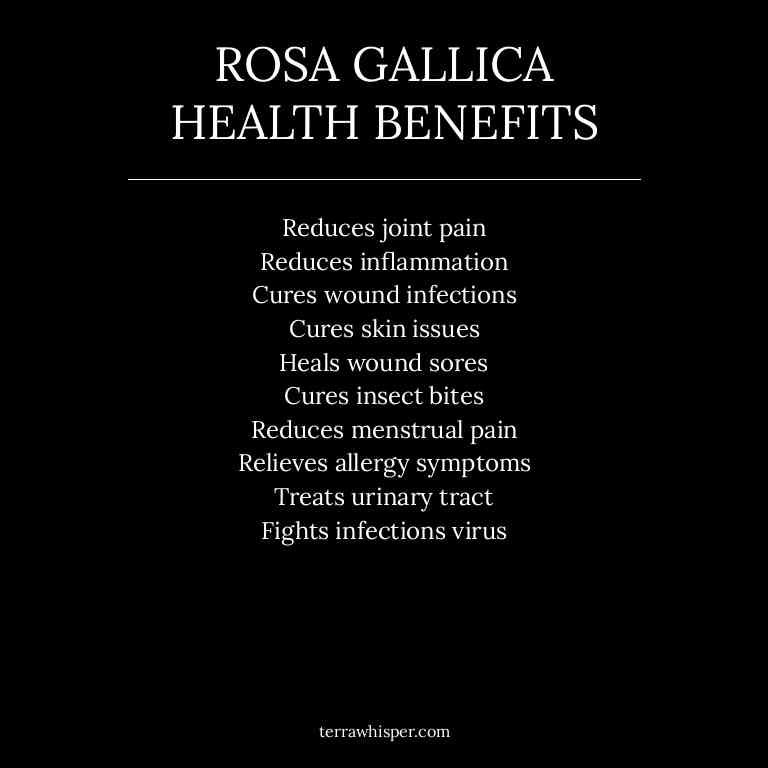 ROSA GALLICA
HEALTH BENEFITS
Reduces joint pain
Reduces inflammation
Cures wound infections
Cures skin issues
Heals wound sores
Cures insect bites
Reduces menstrual pain
Relieves allergy symptoms
Treats urinary tract
Fights infections virus
terrawhisper.com